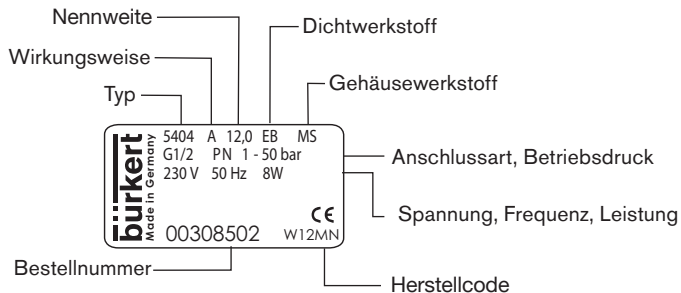 Nennweite
Dichtwerkstoff
Wirkungsweise
Gehäusewerkstoff
Typ
bürkert
Made in Germany
5404 A 12,0 EB MS
G1/2 PN 1 - 50 bar
230 V 50 Hz 8W
CE
00308502 W12MN
Anschlussart, Betriebsdruck
Spannung, Frequenz, Leistung
Bestellnummer
Herstellcode